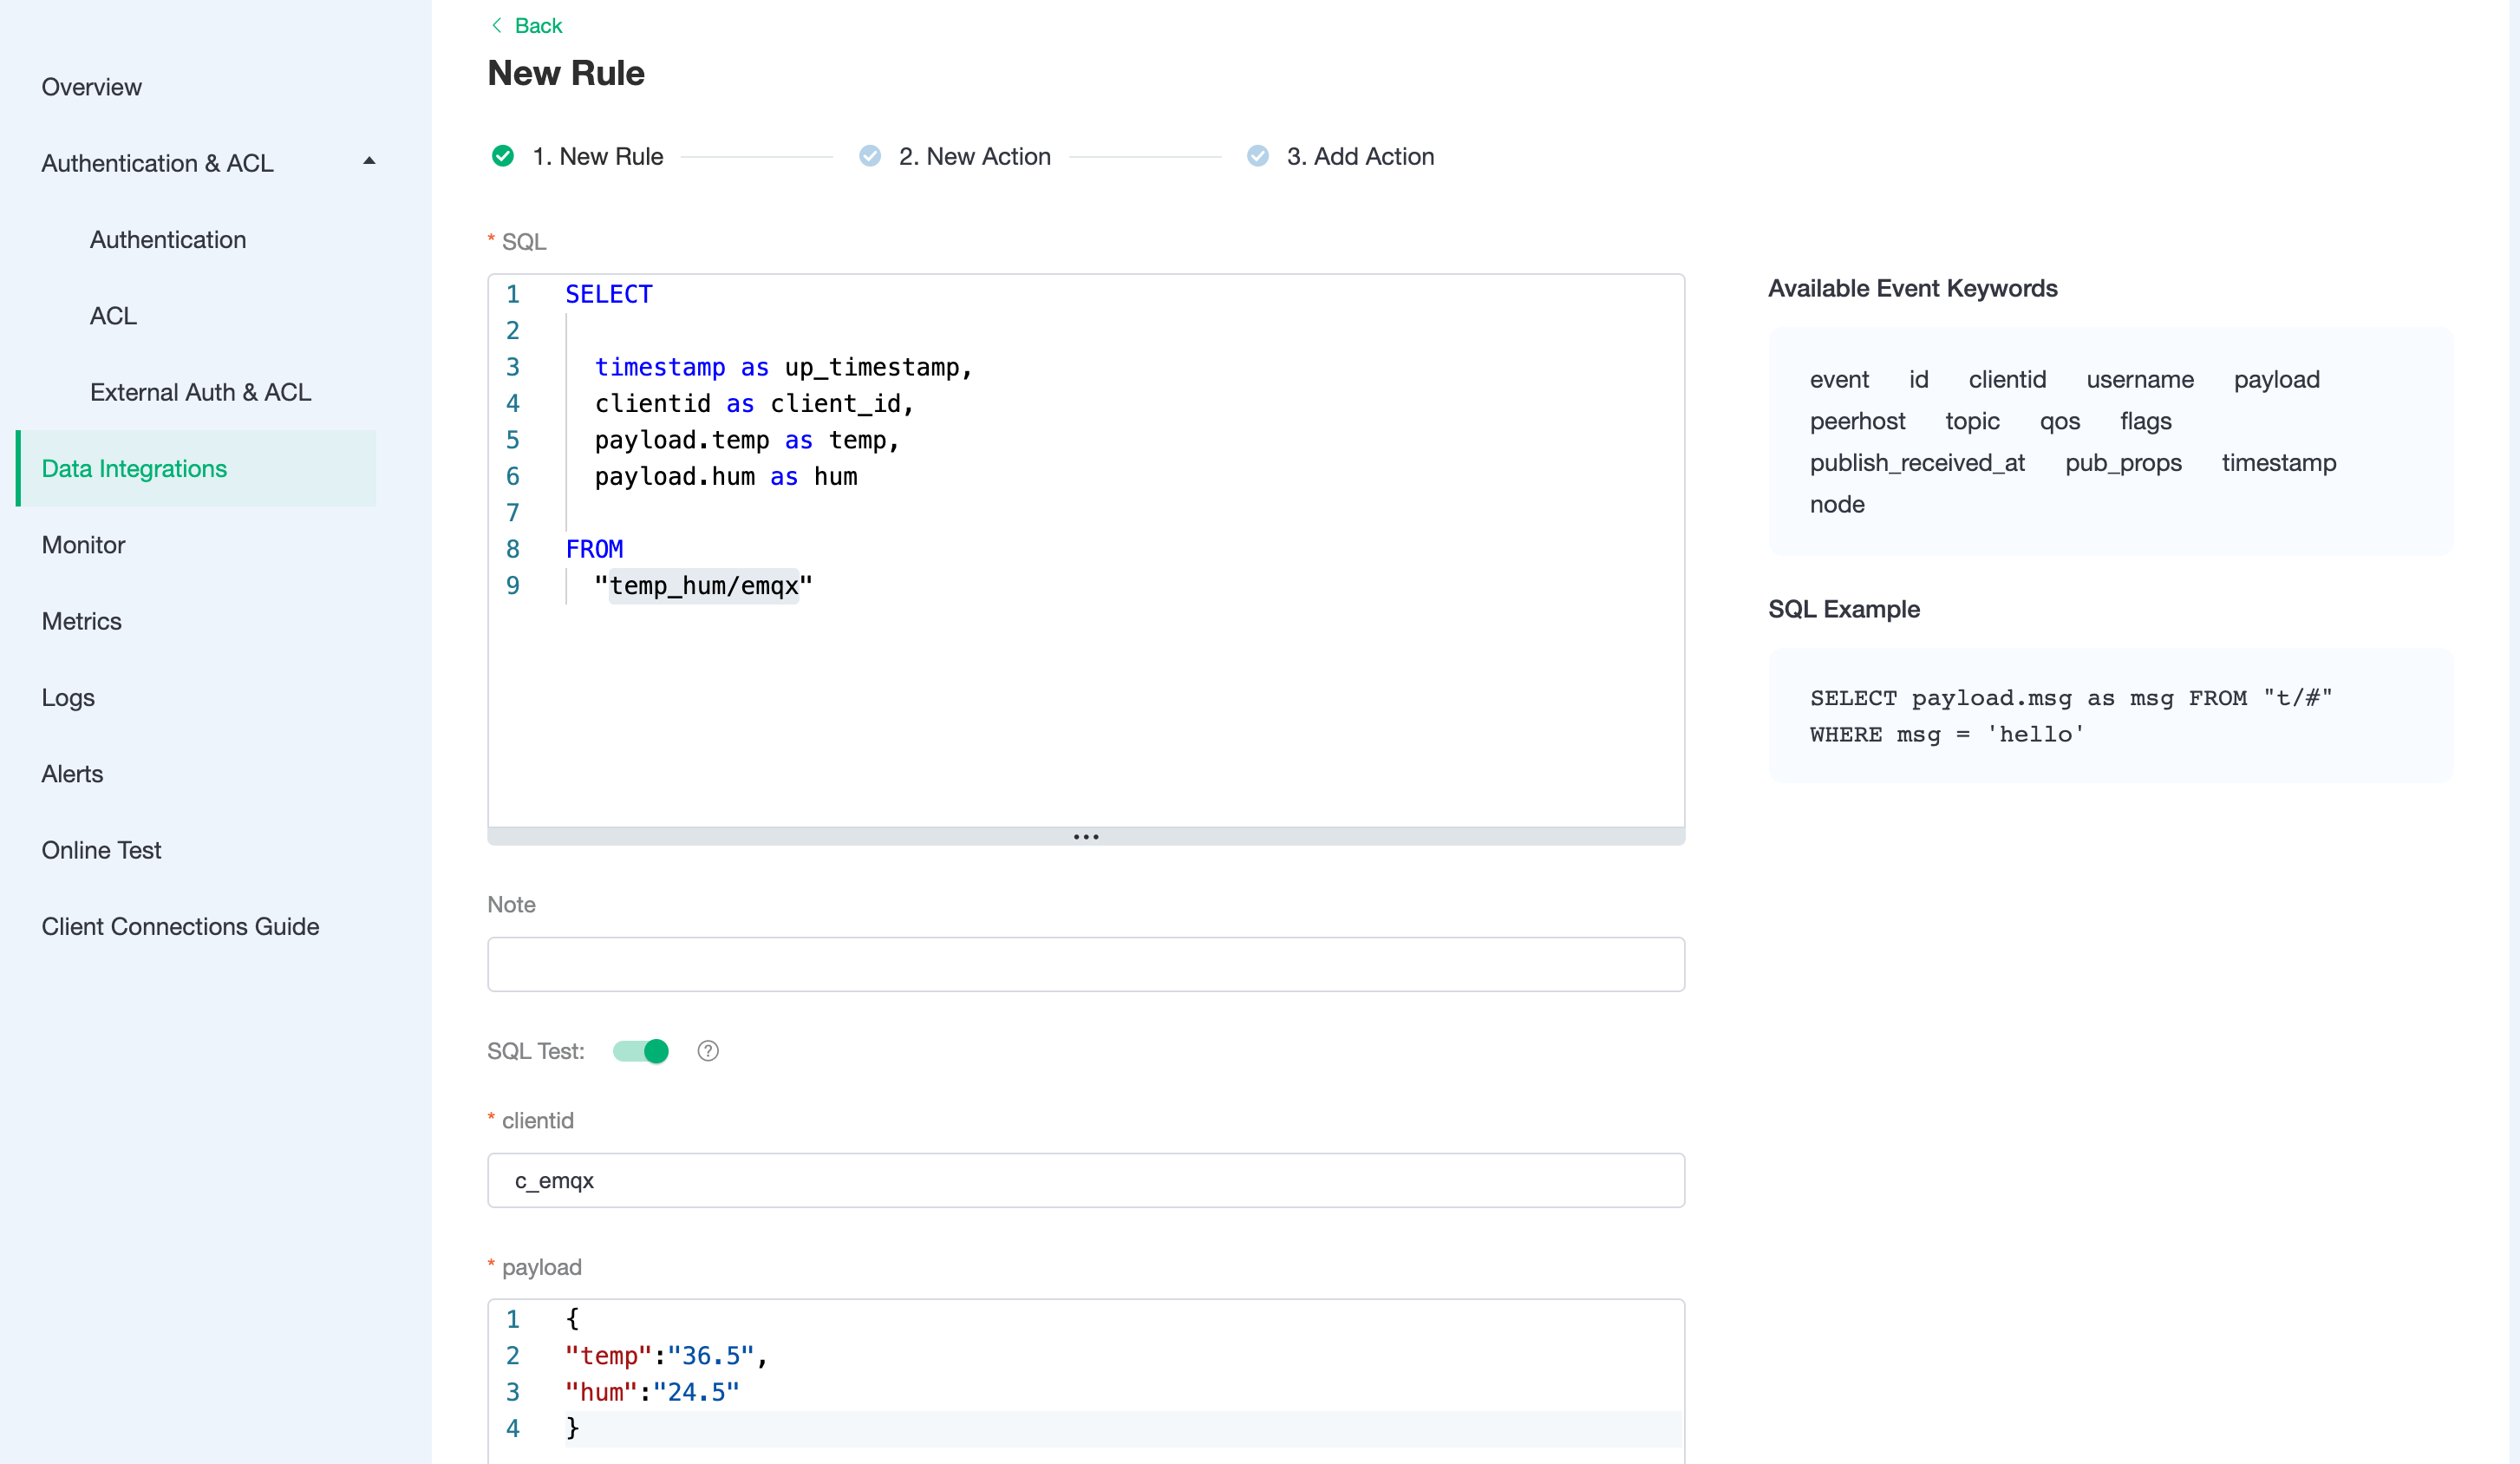 Overview
Authentication & ACL
Authentication
ACL
External Auth & ACL
Data Integrations
Monitor
Metrics
Logs
Alerts
Online Test
Client Connections Guide
Back
New Rule
1. New Rule
2. New Action
3. Add Action
* SQL
1 SELECT
2
3 timestamp as up_timestamp,
4 clientid as client_id,
5 payload.temp as temp,
6 payload.hum as hum
7
8 FROM
9 "temp_hum/emqx"
Note
SQL Test: ?
* clientid
c_emqx
* payload
1 {
2 "temp":"36.5",
3 "hum":"24.5"
4 }
Available Event Keywords
event id clientid username payload
peerhost topic qos flags
publish_received_at pub_props timestamp
node
SQL Example
SELECT payload.msg as msg FROM "t/#"
WHERE msg = 'hello'